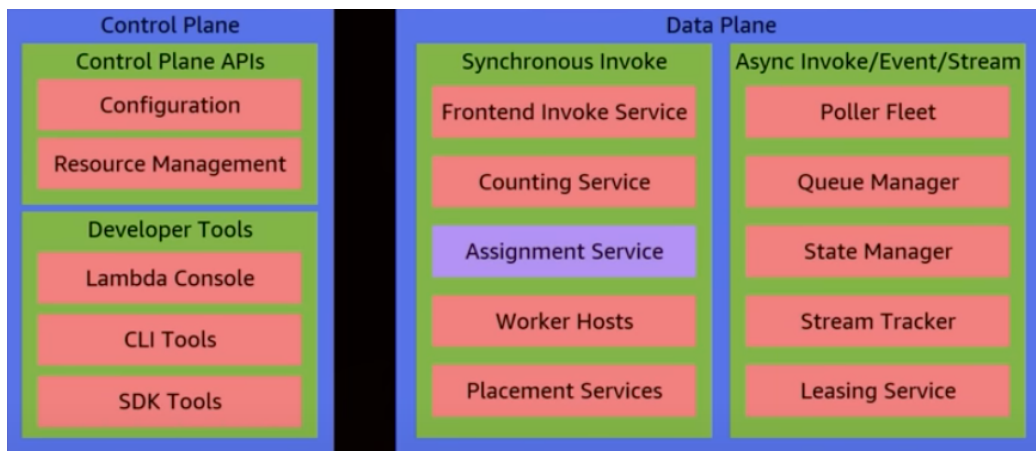 Control Plane
Control Plane APIs
Configuration
Resource Management
Developer Tools
Lambda Console
CLI Tools
SDK Tools
Data Plane
Synchronous Invoke
Frontend Invoke Service
Counting Service
Assignment Service
Worker Hosts
Placement Services
Async Invoke/Event/Stream
Poller Fleet
Queue Manager
State Manager
Stream Tracker
Leasing Service